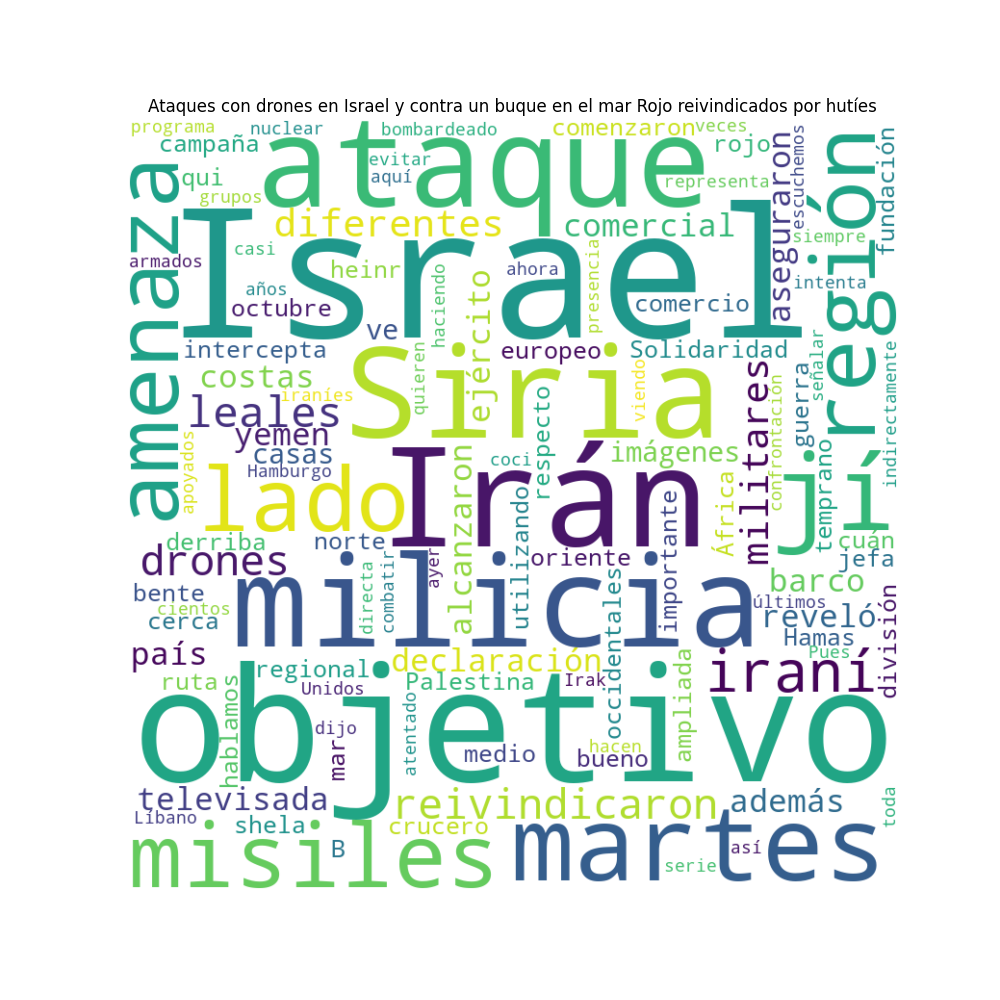 Ataques con drones en Israel y contra un buque en el mar Rojo reivindicados por hutíes
programa
nuclear
bombardeado
comenzaron
veces
campaña
ataque
rojo
evitar
aquí
qui
grupos
representa
amenaza
aseguraron
escuchemos
región
fundación
diferentes
comercial
siempre
Israel
casi
armados
heinr
ahora
presencia
intenta
años
octubre
haciendo
comercio
ve
ejército
intercepta
europeo
Solidaridad
señalar
indirectamente
costas
Siria
quieren
viendo
militares
guerra
confrontación
iraníes
leales
yemen
casas
respecto
imágenes
Hamburgo
coci
apoyados
lado
Irán
África
jí
temprano
cuán
jefa
derriba
norte
alcanzaron
utilizando
importante
drones
oriente
ayer
directa
combatir
bente
cientos
cerca
milicia
occidentales
barco
últimos
reveló
Hamas
Pues
división
país
regional
declaración
iraní
ruta
Unidos
Palestina
Irak
ampliada
hablamos
objetivo
dijo
mar
atentado
medio
hacen
bueno
televisada
reivindicaron
además
toda
Líbano
shela
crucero
misiles
B
martes
así
serie